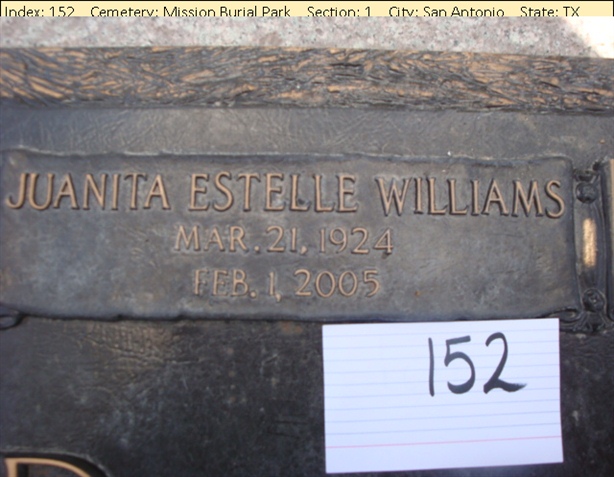 Index: 152 Cemetery: Mission Burial Park Section: 1 City: San Antonio State: TX
JUANITA ESTELLE WILLIAMS
MAR. 21, 1924
FEB. 1, 2005
152